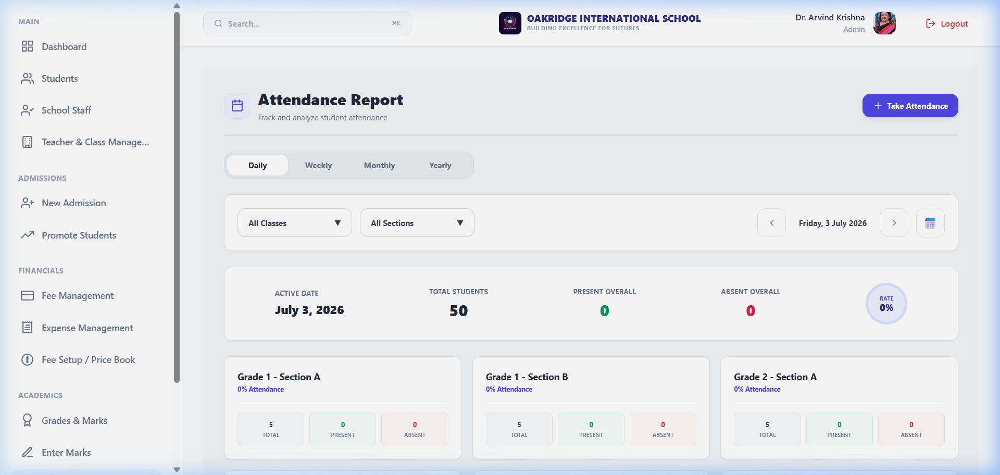 MAIN
Dashboard
Students
School Staff
Teacher & Class Manage...
ADMISSIONS
New Admission
Promote Students
FINANCIALS
Fee Management
Expense Management
Fee Setup / Price Book
ACADEMICS
Grades & Marks
Enter Marks
Search...
⌘K
OAKRIDGE INTERNATIONAL SCHOOL
BUILDING EXCELLENCE FOR FUTURES
Dr. Arvind Krishna
Admin
Logout
Attendance Report
Track and analyze student attendance
Take Attendance
Daily
Weekly
Monthly
Yearly
All Classes
All Sections
Friday, 3 July 2026
ACTIVE DATE
July 3, 2026
TOTAL STUDENTS
50
PRESENT OVERALL
0
ABSENT OVERALL
0
RATE
0%
Grade 1 - Section A
0% Attendance
5
TOTAL
0
PRESENT
0
ABSENT
Grade 1 - Section B
0% Attendance
5
TOTAL
0
PRESENT
0
ABSENT
Grade 2 - Section A
0% Attendance
5
TOTAL
0
PRESENT
0
ABSENT